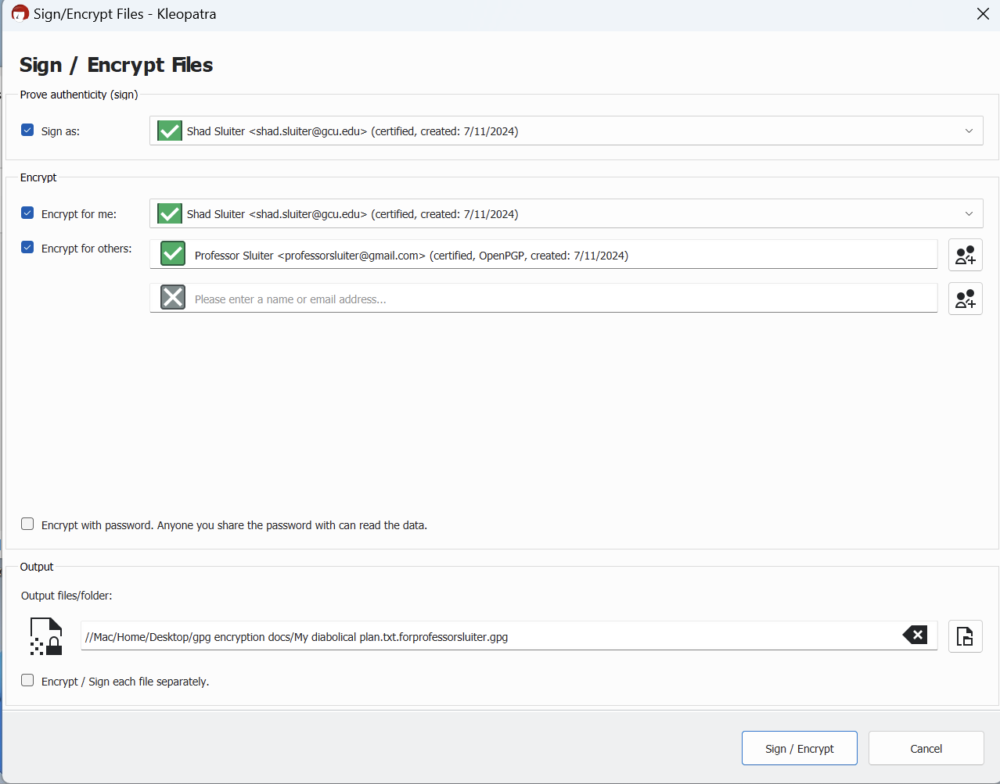 Sign/Encrypt Files - Kleopatra
Sign / Encrypt Files
Prove authenticity (sign)
Sign as:
Shad Sluiter <shad.sluiter@gcu.edu> (certified, created: 7/11/2024)
Encrypt
Encrypt for me:
Shad Sluiter <shad.sluiter@gcu.edu> (certified, created: 7/11/2024)
Encrypt for others:
Professor Sluiter <professorsluiter@gmail.com> (certified, OpenPGP, created: 7/11/2024)
Please enter a name or email address...
Encrypt with password. Anyone you share the password with can read the data.
Output
Output files/folder:
//Mac/Home/Desktop/gpg encryption docs/My diabolical plan.txt.forprofessorsluiter.gpg
Encrypt / Sign each file separately.
Sign / Encrypt
Cancel